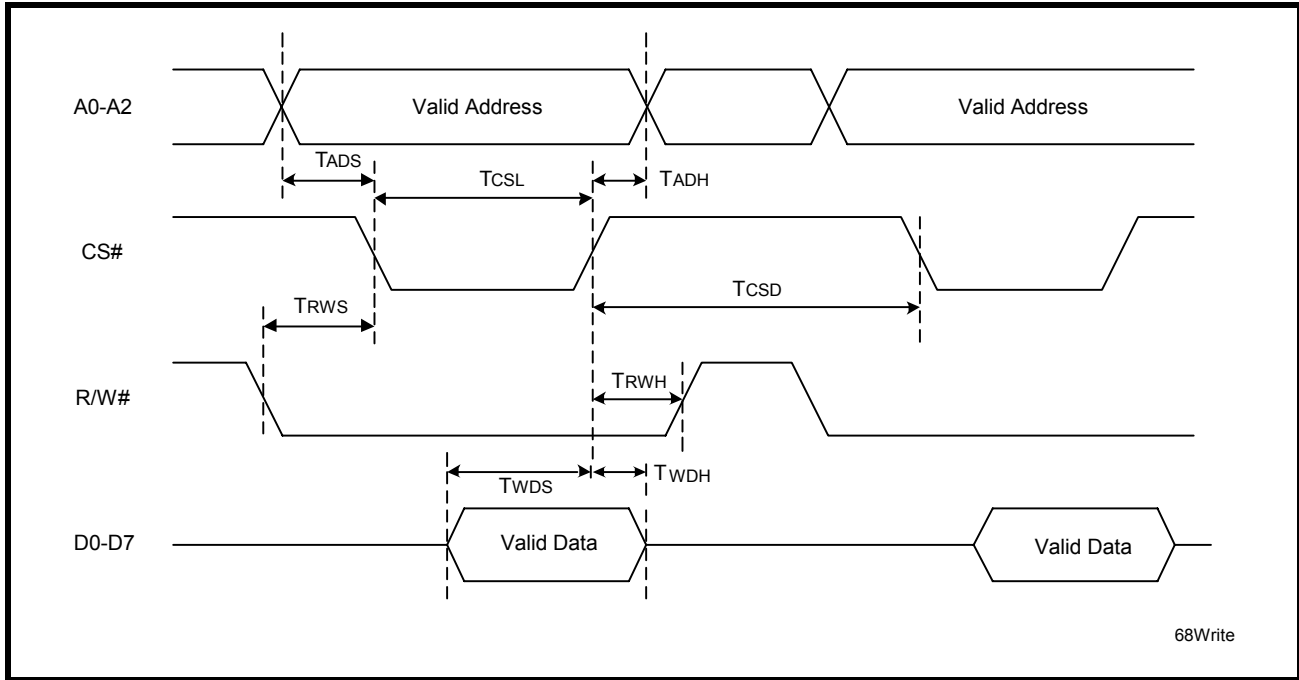 A0-A2
Valid Address
Valid Address
TADS
TCSL
TADH
CS#
TCSD
TRWS
TRWH
R/W#
TWDS
TWDH
D0-D7
Valid Data
Valid Data
68Write